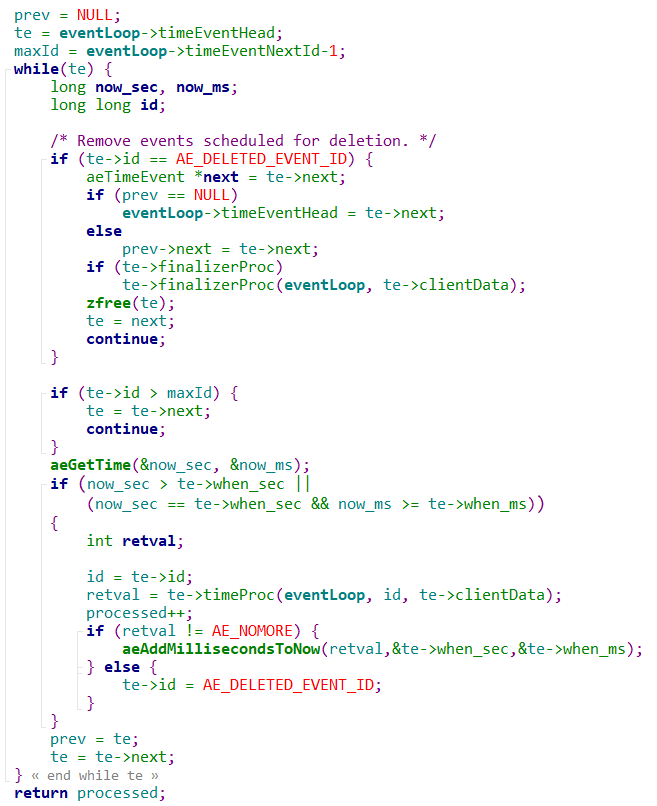 prev = NULL;
te = eventLoop->timeEventHead;
maxId = eventLoop->timeEventNextId-1;
while(te) {
    long now_sec, now_ms;
    long long id;

    /* Remove events scheduled for deletion. */
    if (te->id == AE_DELETED_EVENT_ID) {
        aeTimeEvent *next = te->next;
        if (prev == NULL)
            eventLoop->timeEventHead = te->next;
        else
            prev->next = te->next;
        if (te->finalizerProc)
            te->finalizerProc(eventLoop, te->clientData);
        zfree(te);
        te = next;
        continue;
    }

    if (te->id > maxId) {
        te = te->next;
        continue;
    }
    aeGetTime(&now_sec, &now_ms);
    if (now_sec > te->when_sec ||
        (now_sec == te->when_sec && now_ms >= te->when_ms))
    {
        int retval;

        id = te->id;
        retval = te->timeProc(eventLoop, id, te->clientData);
        processed++;
        if (retval != AE_NOMORE) {
            aeAddMillisecondsToNow(retval,&te->when_sec,&te->when_ms);
        } else {
            te->id = AE_DELETED_EVENT_ID;
        }
    }
    prev = te;
    te = te->next;
} « end while te »
return processed;